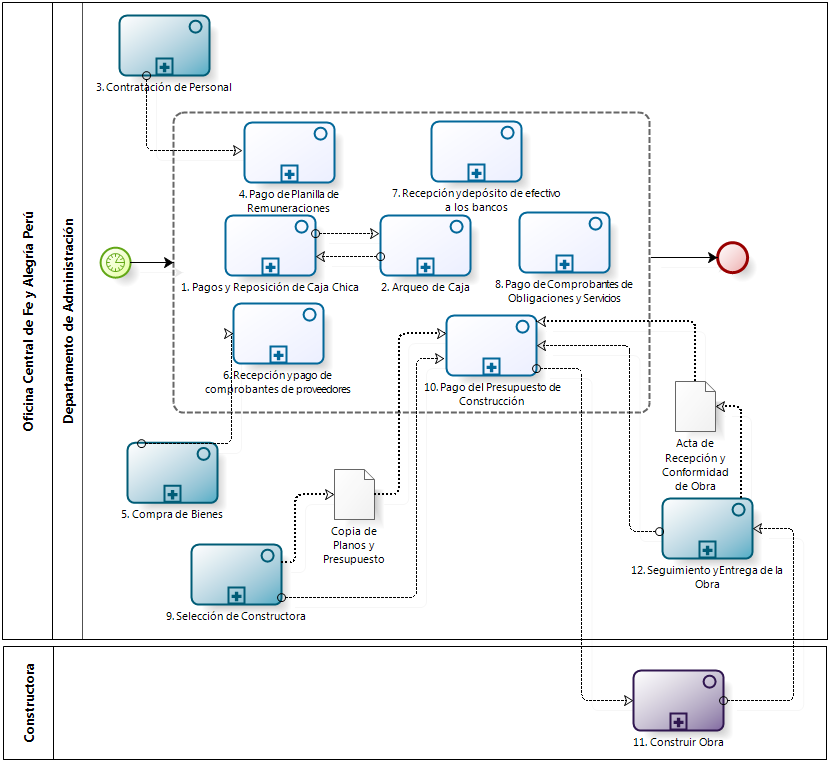 Oficina Central de Fe y Alegria Perú
Departamento de Administración
3. Contratación de Personal
4. Pago de Planilla de
Remuneraciones
7. Recepción y depósito de efectivo
a los bancos
1. Pagos y Reposición de Caja Chica
2. Arqueo de Caja
8. Pago de Comprobantes de
Obligaciones y Servicios
6. Recepción y pago de
comprobantes de proveedores
10. Pago del Presupuesto de
Construcción
Acta de
Recepción y
Conformidad
de Obra
5. Compra de Bienes
Copia de
Planos y
Presupuesto
12. Seguimiento y Entrega de la
Obra
9. Selección de Constructora
Constructora
11. Construir Obra